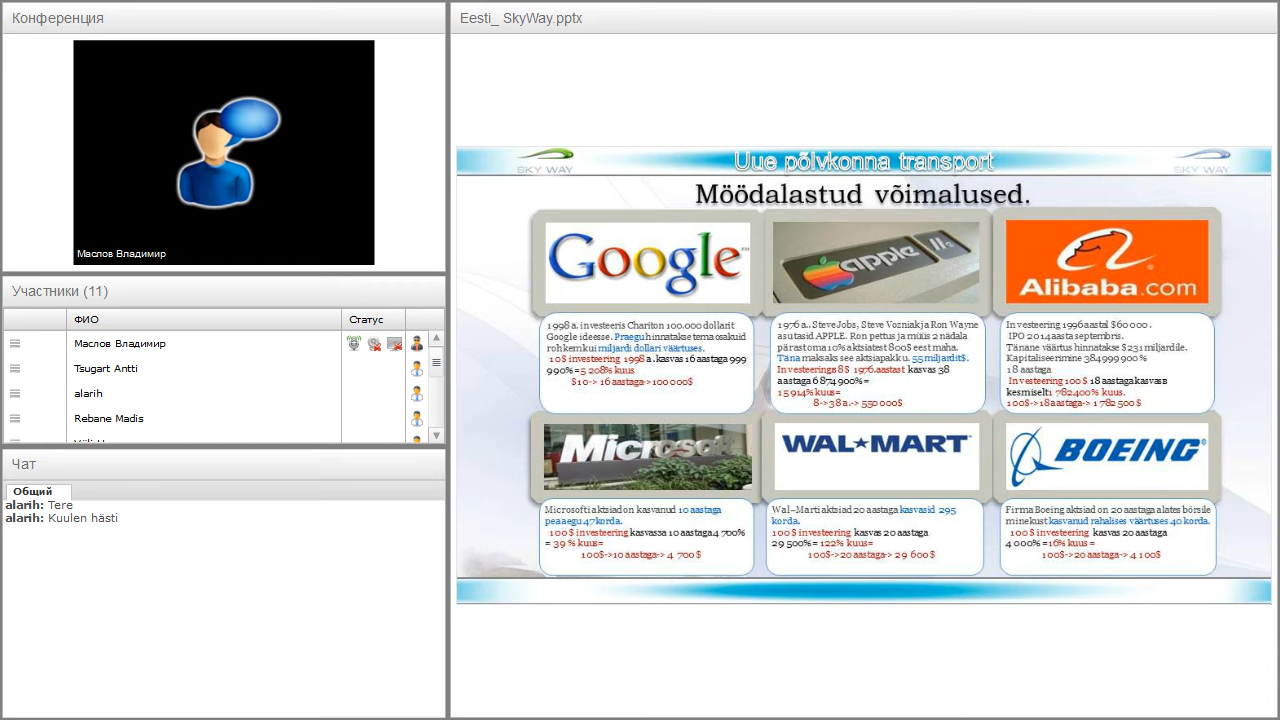 Конференция
Маслов Владимир
Участники (11)
ФИО
Статус
Маслов Владимир
Tsugart Antti
alarih
Rebane Madis
Чат
Общий
alarih: Tere
alarih: Kuulen hästi
Eesti_ SkyWay.pptx
SKY WAY
Uue põlvkonna transport
SKY WAY
Möödalastud võimalused.
Google™
1998 a. investeeris Chariton 100.000 dollarit
Google ideesse. Praegu hinnatakse tema osakuid
rohkem kui miljardi dollari väärtuses.
10$ investeering 1998 a. kasvas 16 aastaga 999
990%=5 208% kuus
$10-> 16 aastaga->100 000$
apple
1976 a.. Steve Jobs, Steve Vozniak ja Ron Wayne
asutasid APPLE. Ron pettus ja müüs 2 nädala
pärast oma 10% aktsiatest 800$ eest maha.
Täna maksaks see aktsiapakk u. 55 miljardit$.
Investeerings 8$ 1976.aastast kasvas 38
aastaga 6 874 900%=
15 914% kuus=
8->38 a.-> 550 000$
Alibaba.com
Investeering 1996 aastal $60 000 .
IPO 2014 aasta septembris.
Tänane väärtus hinnatakse $ 231 miljardile.
Kapitaliseerimine 384 999 900 %
18 aastaga
Investeering 100 $ 18 aastaga kasvasв
kesmiselt 1 782 400% kuus.
100$->18 aastaga-> 1 782 500 $
Microsoft
Microsofti aktsiad on kasvanud 10 aastaga
peaaegu 47 korda.
100 $ investeering kasvas за 10 aastaga 4 700%
= 39 % kuus=
100$->10 aastaga-> 4 700 $
WAL★MART
Wal–Marti aktsiad 20 aastaga kasvasid 295
korda.
100 $ investeering kasvas 20 aastaga
29 500%= 122% kuus=
100$->20 aastaga-> 29 600 $
BOEING
Firma Boeing aktsiad on 20 aastaga alates börsile
minekust kasvanud rahalises väärtuses 40 korda.
100 $ investeering kasvas 20 aastaga
4 000% =16% kuus =
100$->20 aastaga-> 4 100$